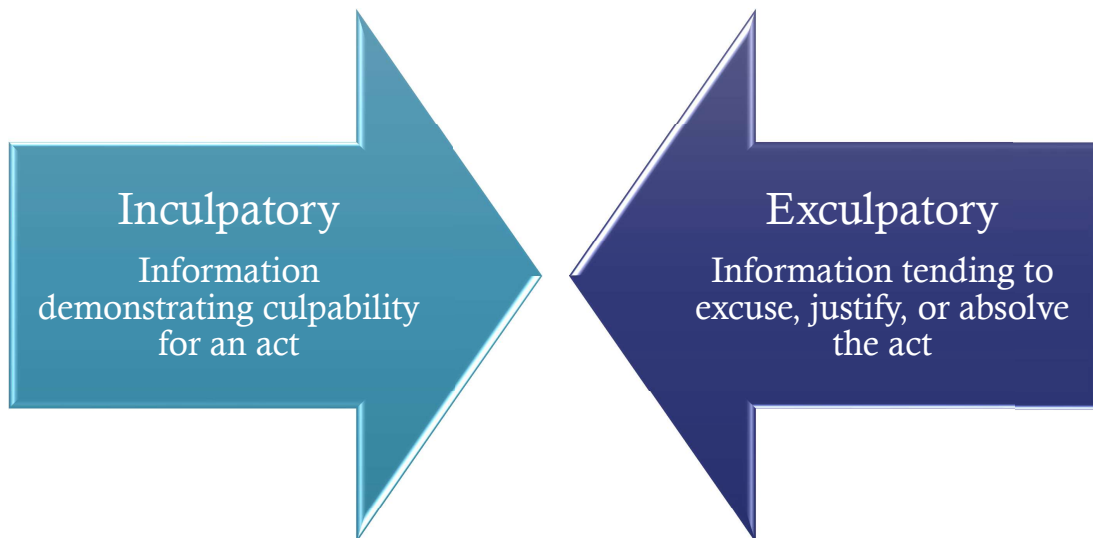 Inculpatory
Information
demonstrating culpability
for an act
Exculpatory
Information tending to
excuse, justify, or absolve
the act